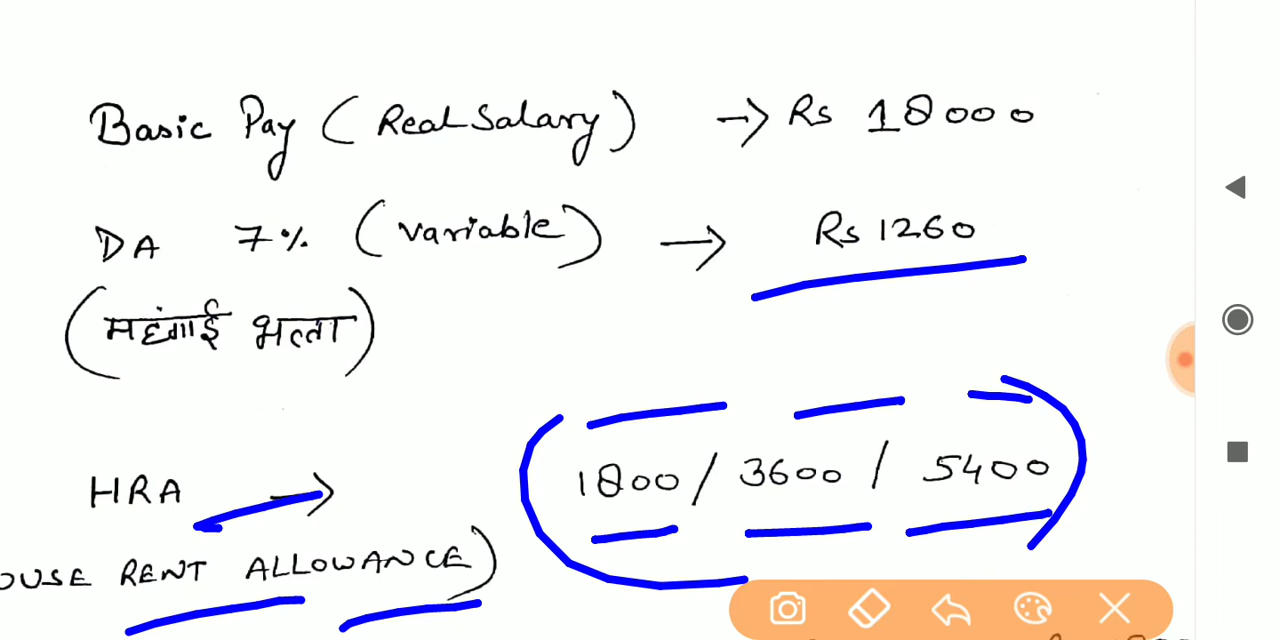 Basic Pay (Real Salary) → Rs 18000
DA 7% (variable) → Rs 1260
(महंगाई भत्ता)
HRA → 1800 / 3600 / 5400
OUSE RENT ALLOWANCE)